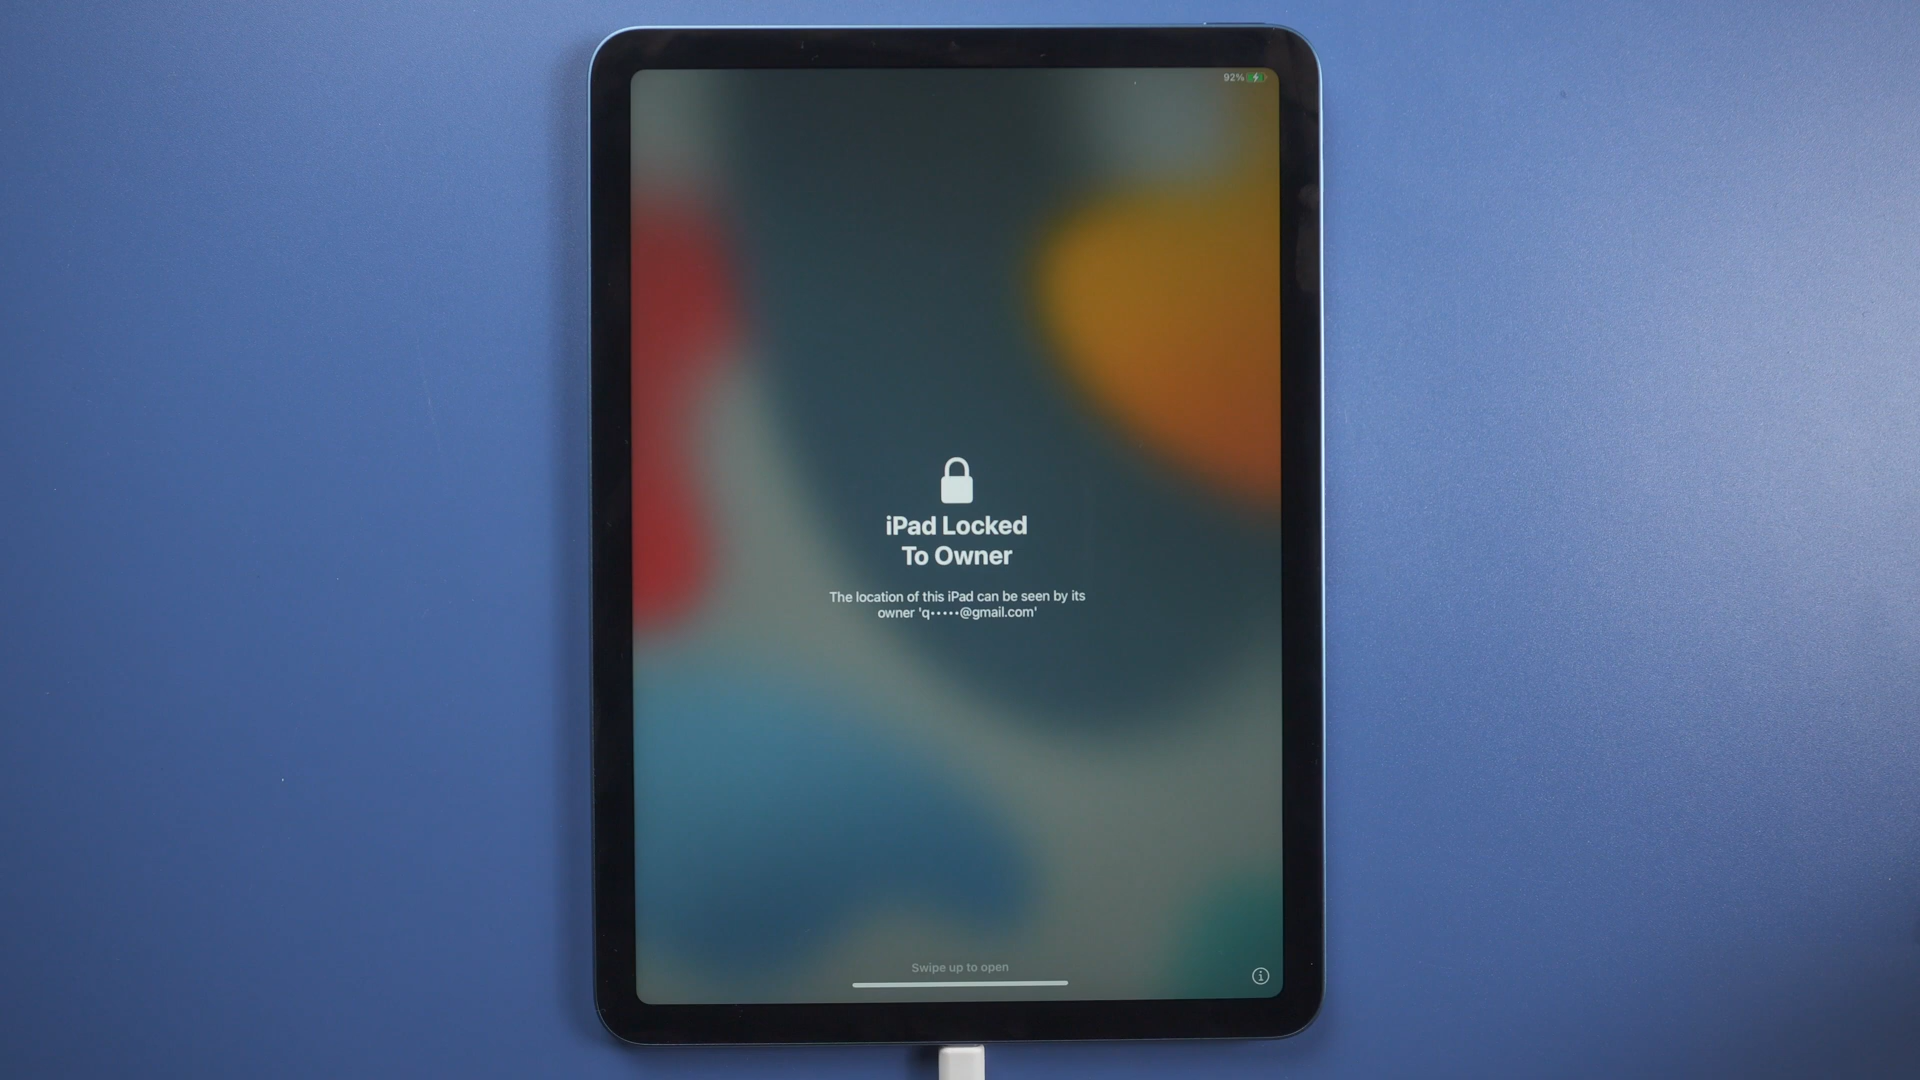 92%
iPad Locked
To Owner
The location of this iPad can be seen by its
owner 'q•••••@gmail.com'
Swipe up to open